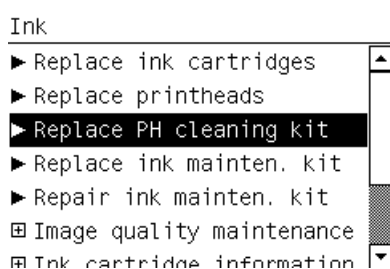 Ink
Replace ink cartridges
Replace printheads
Replace PH cleaning kit
Replace ink mainten. kit
Repair ink mainten. kit
Image quality maintenance
Ink cartridge information